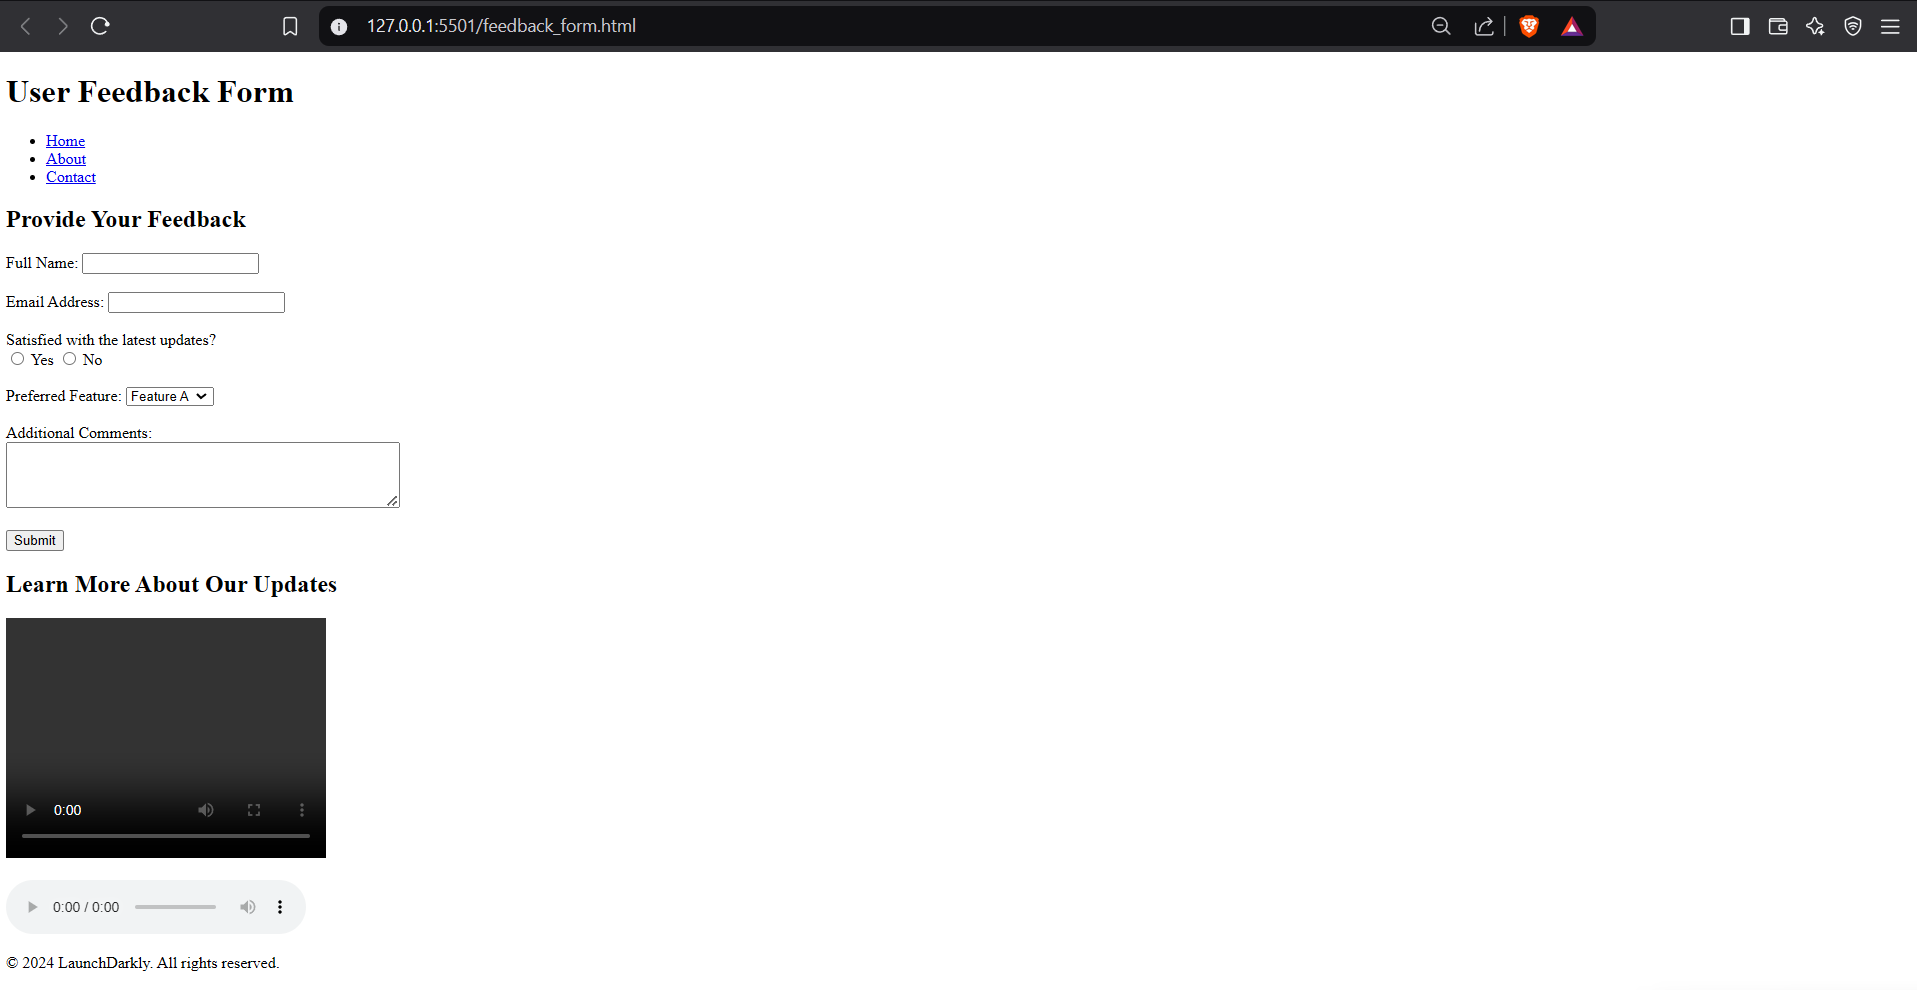 127.0.0.1:5501/feedback_form.html
User Feedback Form
Home
About
Contact
Provide Your Feedback
Full Name:
Email Address:
Satisfied with the latest updates?
Yes No
Preferred Feature: Feature A
Additional Comments:
Submit
Learn More About Our Updates
0:00
0:00 / 0:00
© 2024 LaunchDarkly. All rights reserved.